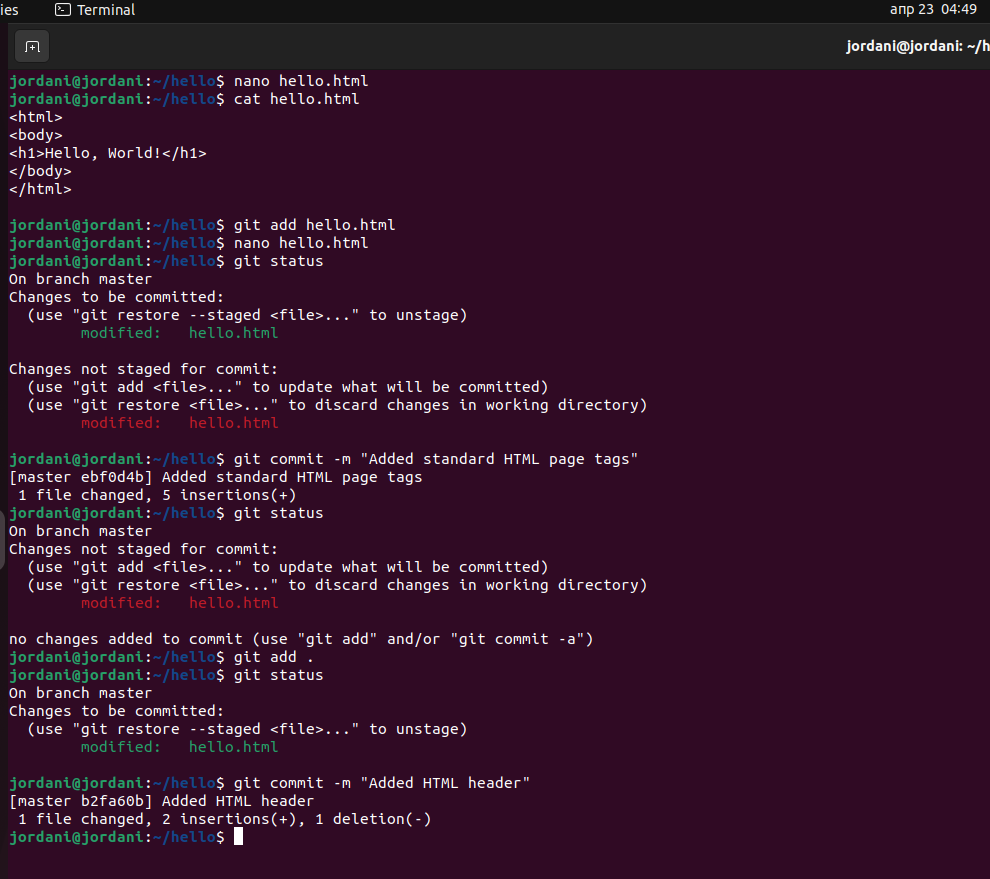 ies Terminal апр 23 04:49
jordani@jordani: ~/h
jordani@jordani:~/hello$ nano hello.html
jordani@jordani:~/hello$ cat hello.html
<html>
<body>
<h1>Hello, World!</h1>
</body>
</html>
jordani@jordani:~/hello$ git add hello.html
jordani@jordani:~/hello$ nano hello.html
jordani@jordani:~/hello$ git status
On branch master
Changes to be committed:
  (use "git restore --staged <file>..." to unstage)
        modified:   hello.html
Changes not staged for commit:
  (use "git add <file>..." to update what will be committed)
  (use "git restore <file>..." to discard changes in working directory)
        modified:   hello.html
jordani@jordani:~/hello$ git commit -m "Added standard HTML page tags"
[master ebf0d4b] Added standard HTML page tags
 1 file changed, 5 insertions(+)
jordani@jordani:~/hello$ git status
On branch master
Changes not staged for commit:
  (use "git add <file>..." to update what will be committed)
  (use "git restore <file>..." to discard changes in working directory)
        modified:   hello.html
no changes added to commit (use "git add" and/or "git commit -a")
jordani@jordani:~/hello$ git add .
jordani@jordani:~/hello$ git status
On branch master
Changes to be committed:
  (use "git restore --staged <file>..." to unstage)
        modified:   hello.html
jordani@jordani:~/hello$ git commit -m "Added HTML header"
[master b2fa60b] Added HTML header
 1 file changed, 2 insertions(+), 1 deletion(-)
jordani@jordani:~/hello$